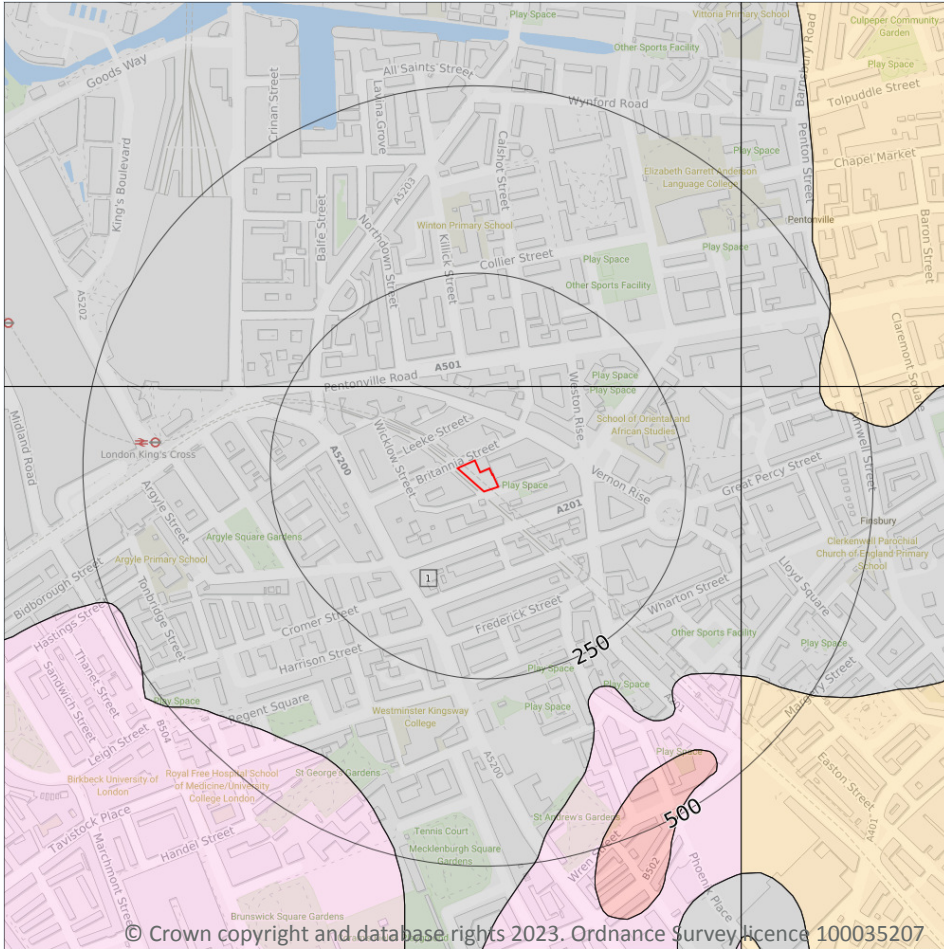 Play Space
Vittoria Primary School
Culpeper Community
Garden
Play Space
Other Sports Facility
Goods Way
All Saints' Street
Barnsbury Road
Tolpuddle Street
Crinan Street
Lavina Grove
Wynford Road
Calshot Street
Penton Street
Play Space
Chapel Market
King's Boulevard
A5203
Elizabeth Garrett Anderson
Language College
Balfe Street
Northdown Street
Killick Street
Winton Primary School
Pentonville
Baron Street
Collier Street
Play Space
Play Space
Other Sports Facility
A5202
Claremont Square
A501
Pentonville Road
Play Space
Play Space
Weston Rise
Midland Road
Leeke Street
Wicklow Street
School of Oriental and
African Studies
Amwell Street
London King's Cross
A5200
Britannia Street
Great Percy Street
Vernon Rise
Play Space
Argyle Street
A201
Finsbury
Argyle Square Gardens
Clerkenwell Parochial
Church of England Primary
School
Argyle Primary School
Bidborough Street
Tonbridge Street
1
Lloyd Square
Wharton Street
Hastings Street
Cromer Street
Frederick Street
Other Sports Facility
Play Space
250
Harrison Street
Thanet Street
Sandwich Street
Play Space
Play Space
Play Space
Margery Street
Regent Square
Play Space
Westminster Kingsway
College
Leigh Street
B504
A5200
Play Space
Easton Street
Birkbeck University of
London
Royal Free Hospital School
of Medicine/University
College London
St George's Gardens
500
St Andrew's Gardens
Tavistock Place
Handel Street
Tennis Court
Mecklenburgh Square
Gardens
Wren Street
B502
A401
Marchmont Street
Phoenix Place
Brunswick Square Gardens
© Crown copyright and database rights 2023. Ordnance Survey licence 100035207